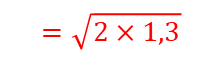 = √(2 × 1,3)